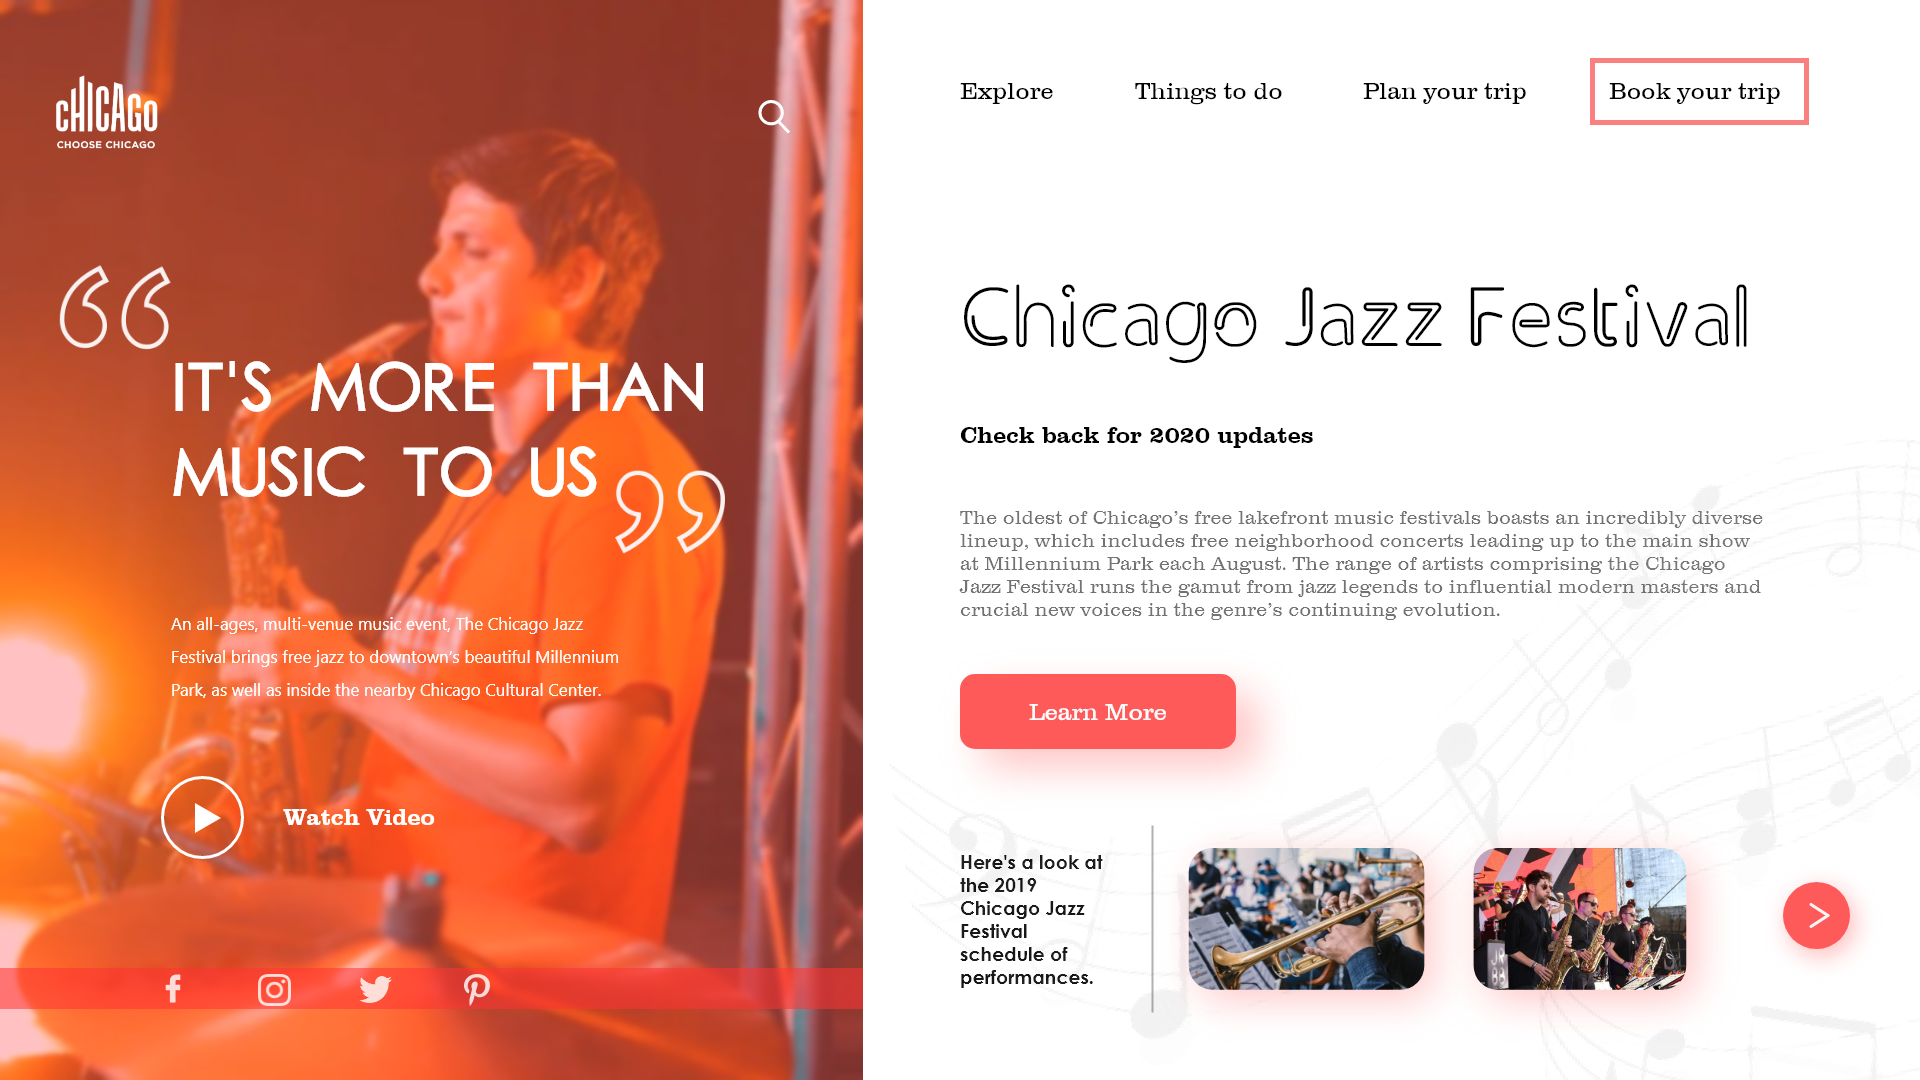 CHICAGO
CHOOSE CHICAGO
“
IT'S MORE THAN
MUSIC TO US
”
An all-ages, multi-venue music event, The Chicago Jazz
Festival brings free jazz to downtown's beautiful Millennium
Park, as well as inside the nearby Chicago Cultural Center.
Watch Video
Explore
Things to do
Plan your trip
Book your trip
Chicago Jazz Festival
Check back for 2020 updates
The oldest of Chicago’s free lakefront music festivals boasts an incredibly diverse
lineup, which includes free neighborhood concerts leading up to the main show
at Millennium Park each August. The range of artists comprising the Chicago
Jazz Festival runs the gamut from jazz legends to influential modern masters and
crucial new voices in the genre’s continuing evolution.
Learn More
Here's a look at
the 2019
Chicago Jazz
Festival
schedule of
performances.